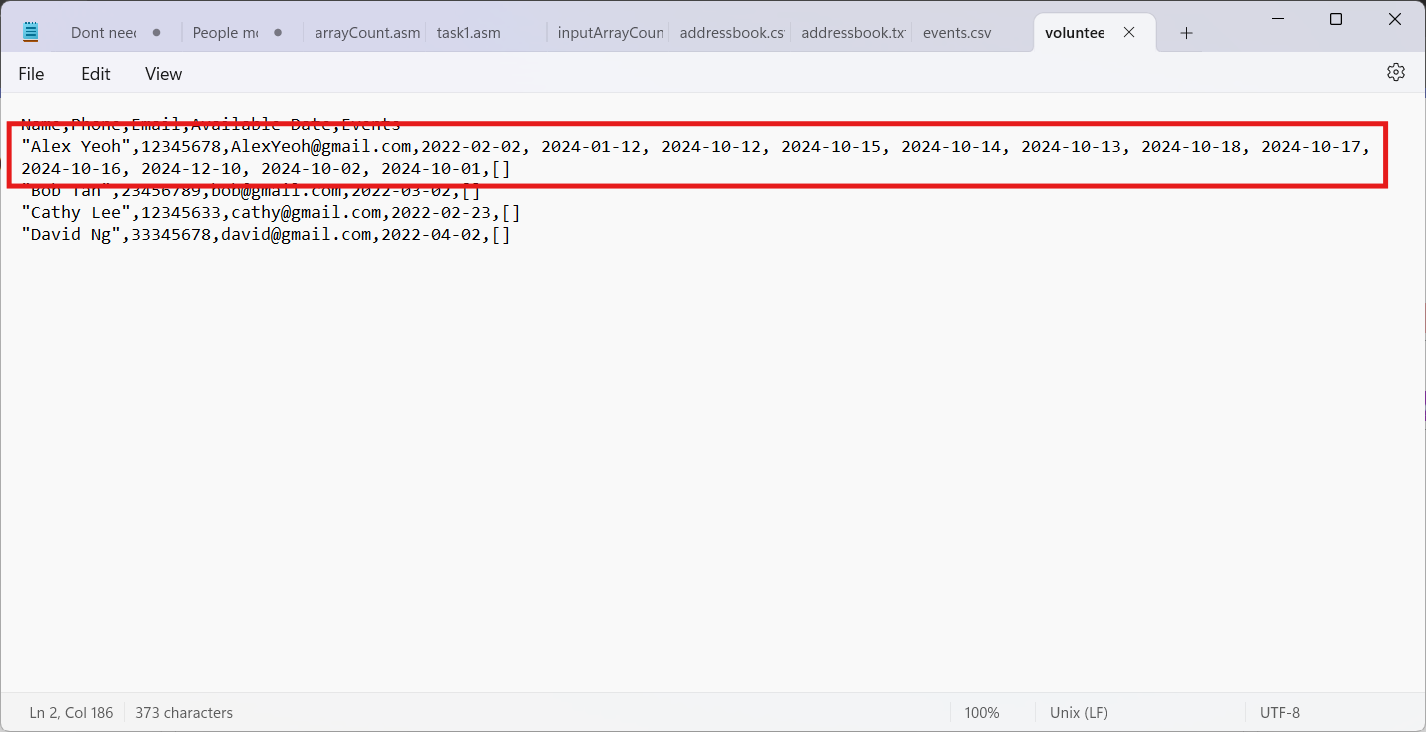 Dont need
People mo
arrayCount.asm
task1.asm
inputArrayCoun
addressbook.cs
addressbook.tx
events.csv
voluntee
File
Edit
View
Name,Phone,Email,Available Date,Events
"Alex Yeoh",12345678,AlexYeoh@gmail.com,2022-02-02, 2024-01-12, 2024-10-12, 2024-10-15, 2024-10-14, 2024-10-13, 2024-10-18, 2024-10-17,
2024-10-16, 2024-12-10, 2024-10-02, 2024-10-01,[]
"Bob Tan",23456789,bob@gmail.com,2022-03-02,[]
"Cathy Lee",12345633,cathy@gmail.com,2022-02-23,[]
"David Ng",33345678,david@gmail.com,2022-04-02,[]
Ln 2, Col 186
373 characters
100%
Unix (LF)
UTF-8